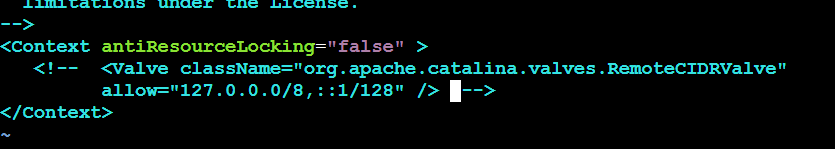 limitations under the License.
-->
<Context antiResourceLocking="false" >
<!-- <Valve className="org.apache.catalina.valves.RemoteCIDRValve"
allow="127.0.0.0/8,::1/128" /> -->
</Context>
~